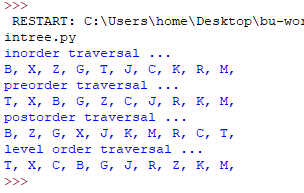 >>>
RESTART: C:\Users\home\Desktop\bu-wor
intree.py
inorder traversal ...
B, X, Z, G, T, J, C, K, R, M,
preorder traversal ...
T, X, B, G, Z, C, J, R, K, M,
postorder traversal ...
B, Z, G, X, J, K, M, R, C, T,
level order traversal ...
T, X, C, B, G, J, R, Z, K, M,
>>>